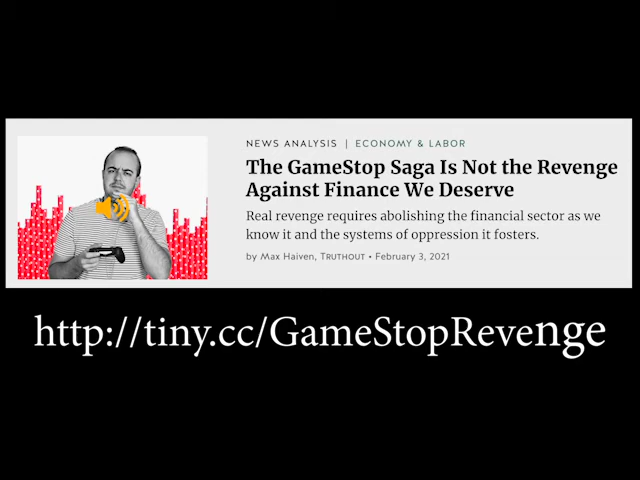 NEWS ANALYSIS | ECONOMY & LABOR
The GameStop Saga Is Not the Revenge
Against Finance We Deserve
Real revenge requires abolishing the financial sector as we
know it and the systems of oppression it fosters.
by Max Haiven, TRUTHOUT • February 3, 2021
http://tiny.cc/GameStopRevenge